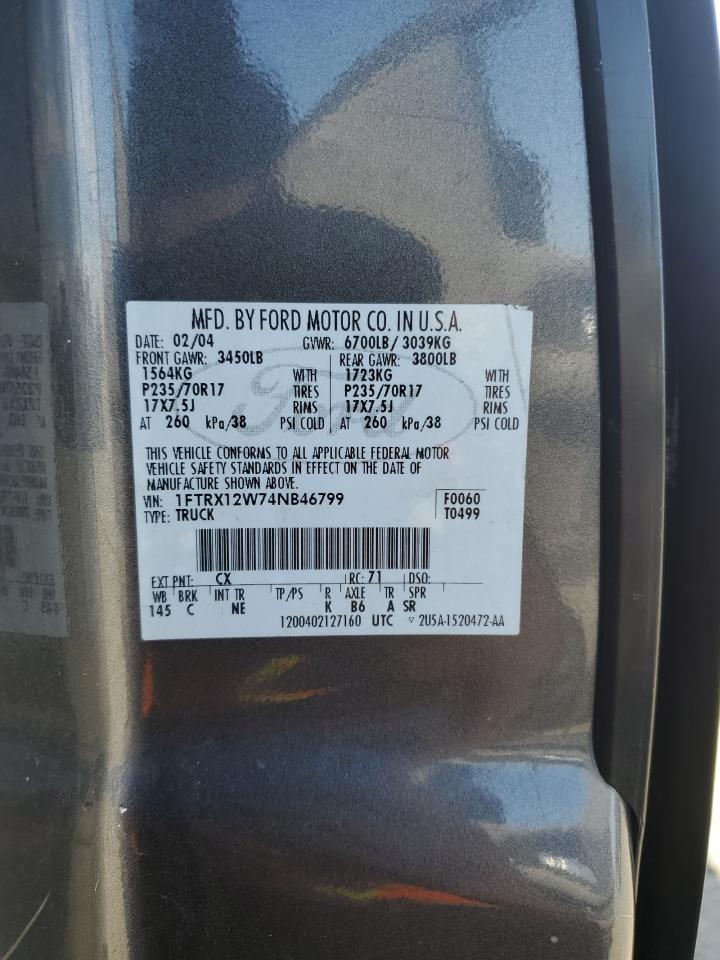 MFD. BY FORD MOTOR CO. IN U.S.A.
DATE: 02/04 GVWR: 6700LB/ 3039KG
FRONT GAWR: 3450LB REAR GAWR: 3800LB
1564KG WITH 1723KG WITH
P235/70R17 TIRES P235/70R17 TIRES
17X7.5J RIMS 17X7.5J RIMS
AT 260 kPa/38 PSI COLD AT 260 kPa/38 PSI COLD
Ford
THIS VEHICLE CONFORMS TO ALL APPLICABLE FEDERAL MOTOR
VEHICLE SAFETY STANDARDS IN EFFECT ON THE DATE OF
MANUFACTURE SHOWN ABOVE.
VIN: 1FTRX12W74NB46799 F0060
TYPE: TRUCK T0499
EXT PNT: CX RC: 71 DSO:
WB BRK INT TR TP/PS R AXLE TR SPR
145 C NE K B6 A SR
1200402127160 UTC ▽ 2U5A-1520472-AA